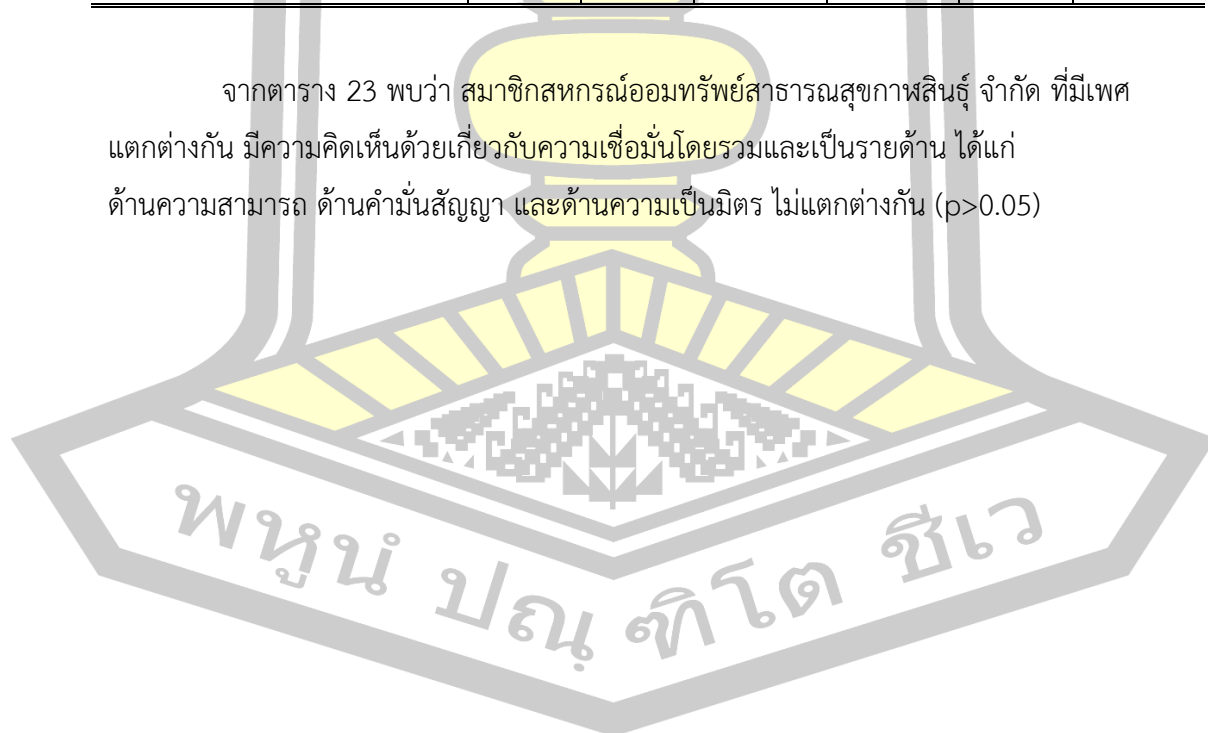 จากตาราง 23 พบว่า สมาชิกสหกรณ์ออมทรัพย์สาธารณสุขกาฬสินธุ์ จำกัด ที่มีเพศ
แตกต่างกัน มีความคิดเห็นด้วยเกี่ยวกับความเชื่อมั่นโดยรวมและเป็นรายด้าน ได้แก่
ด้านความสามารถ ด้านคำมั่นสัญญา และด้านความเป็นมิตร ไม่แตกต่างกัน (p>0.05)
พหูนํ ปณฺฑิโต ชีเว